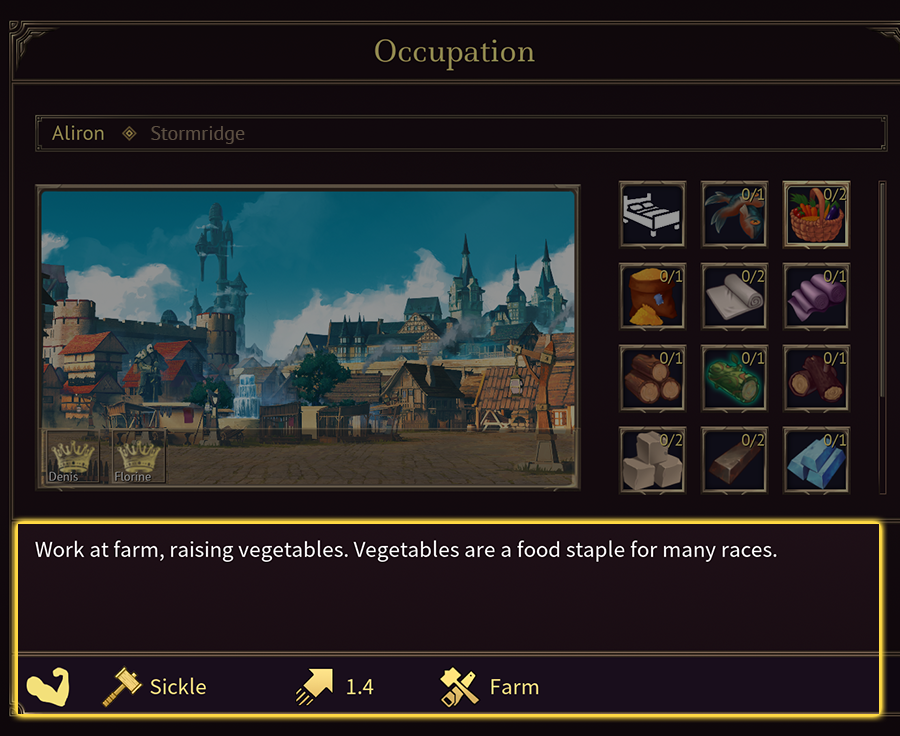 Occupation
Aliron Stormridge
0/1 0/2
0/1 0/2 0/1
0/1 0/1 0/1
0/2 0/2 0/1
Denis Florine
Work at farm, raising vegetables. Vegetables are a food staple for many races.
Sickle 1.4 Farm